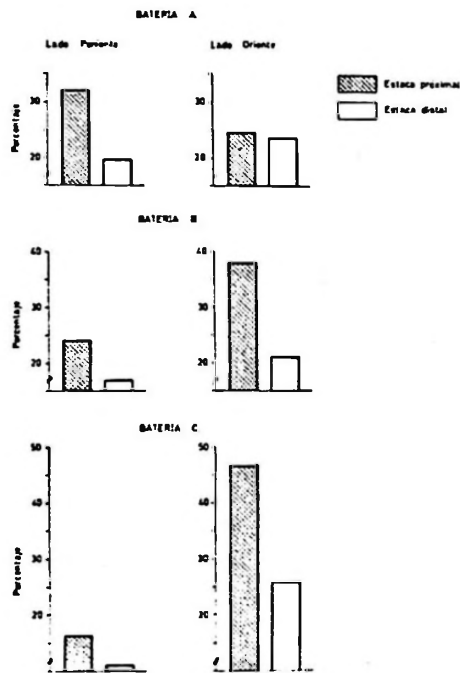 BATERIA A
Lado Poniente
Lado Oriente
Estaca proximal
Estaca distal
Porcentaje
30
20
30
20
BATERIA B
Porcentaje
40
30
20
40
30
20
BATERIA C
Porcentaje
50
40
30
20
50
40
30
20